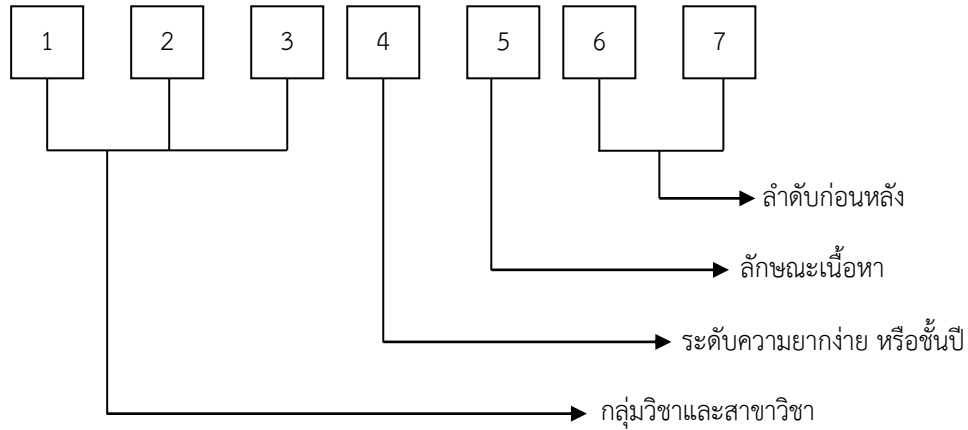 1 2 3 4 5 6 7
ลำดับก่อนหลัง
ลักษณะเนื้อหา
ระดับความยากง่าย หรือชั้นปี
กลุ่มวิชาและสาขาวิชา